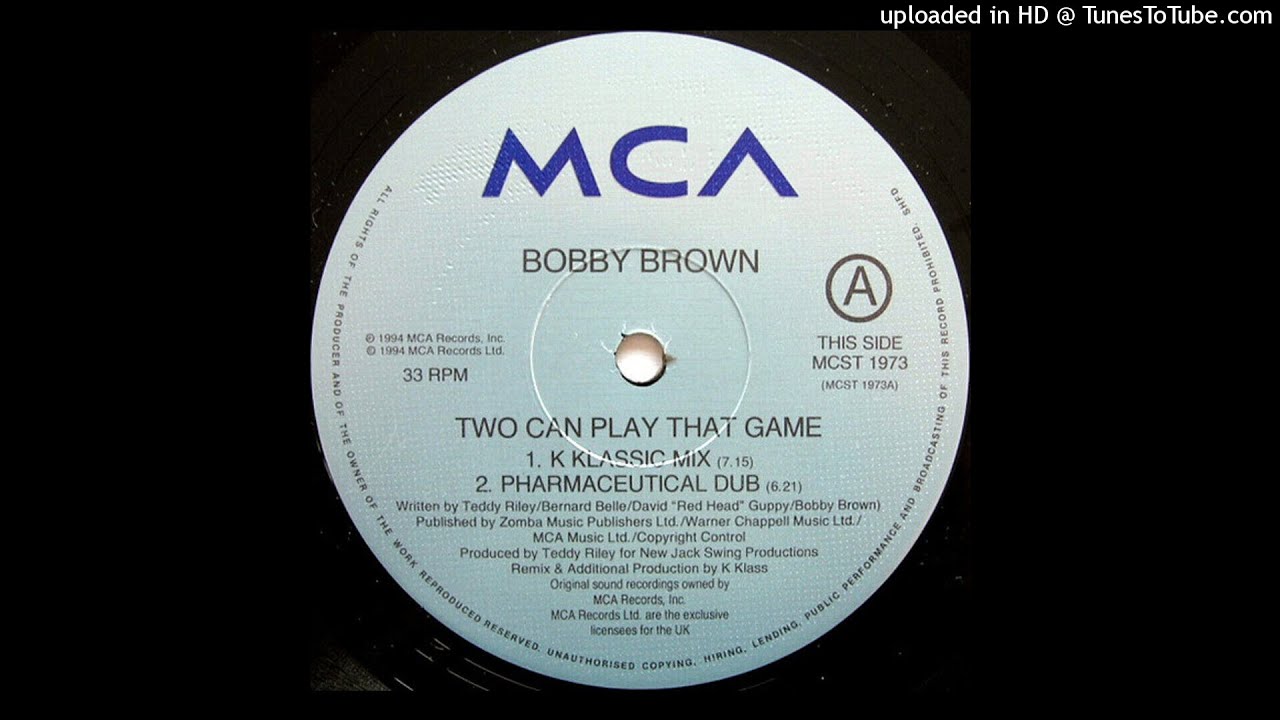 uploaded in HD @ TunesToTube.com
MCA
BOBBY BROWN
A
THIS SIDE
MCST 1973
(MCST 1973A)
℗ 1994 MCA Records, Inc.
© 1994 MCA Records Ltd.
33 RPM
TWO CAN PLAY THAT GAME
1. K KLASSIC MIX (7.15)
2. PHARMACEUTICAL DUB (6.21)
Written by Teddy Riley/Bernard Belle/David "Red Head" Guppy/Bobby Brown)
Published by Zomba Music Publishers Ltd./Warner Chappell Music Ltd./
MCA Music Ltd./Copyright Control
Produced by Teddy Riley for New Jack Swing Productions
Remix & Additional Production by K Klass
Original sound recordings owned by
MCA Records, Inc.
MCA Records Ltd. are the exclusive
licensees for the UK
ALL RIGHTS OF THE PRODUCER AND OF THE OWNER OF THE WORK REPRODUCED RESERVED. UNAUTHORISED COPYING, HIRING, LENDING, PUBLIC PERFORMANCE AND BROADCASTING OF THIS RECORD PROHIBITED. SHFD